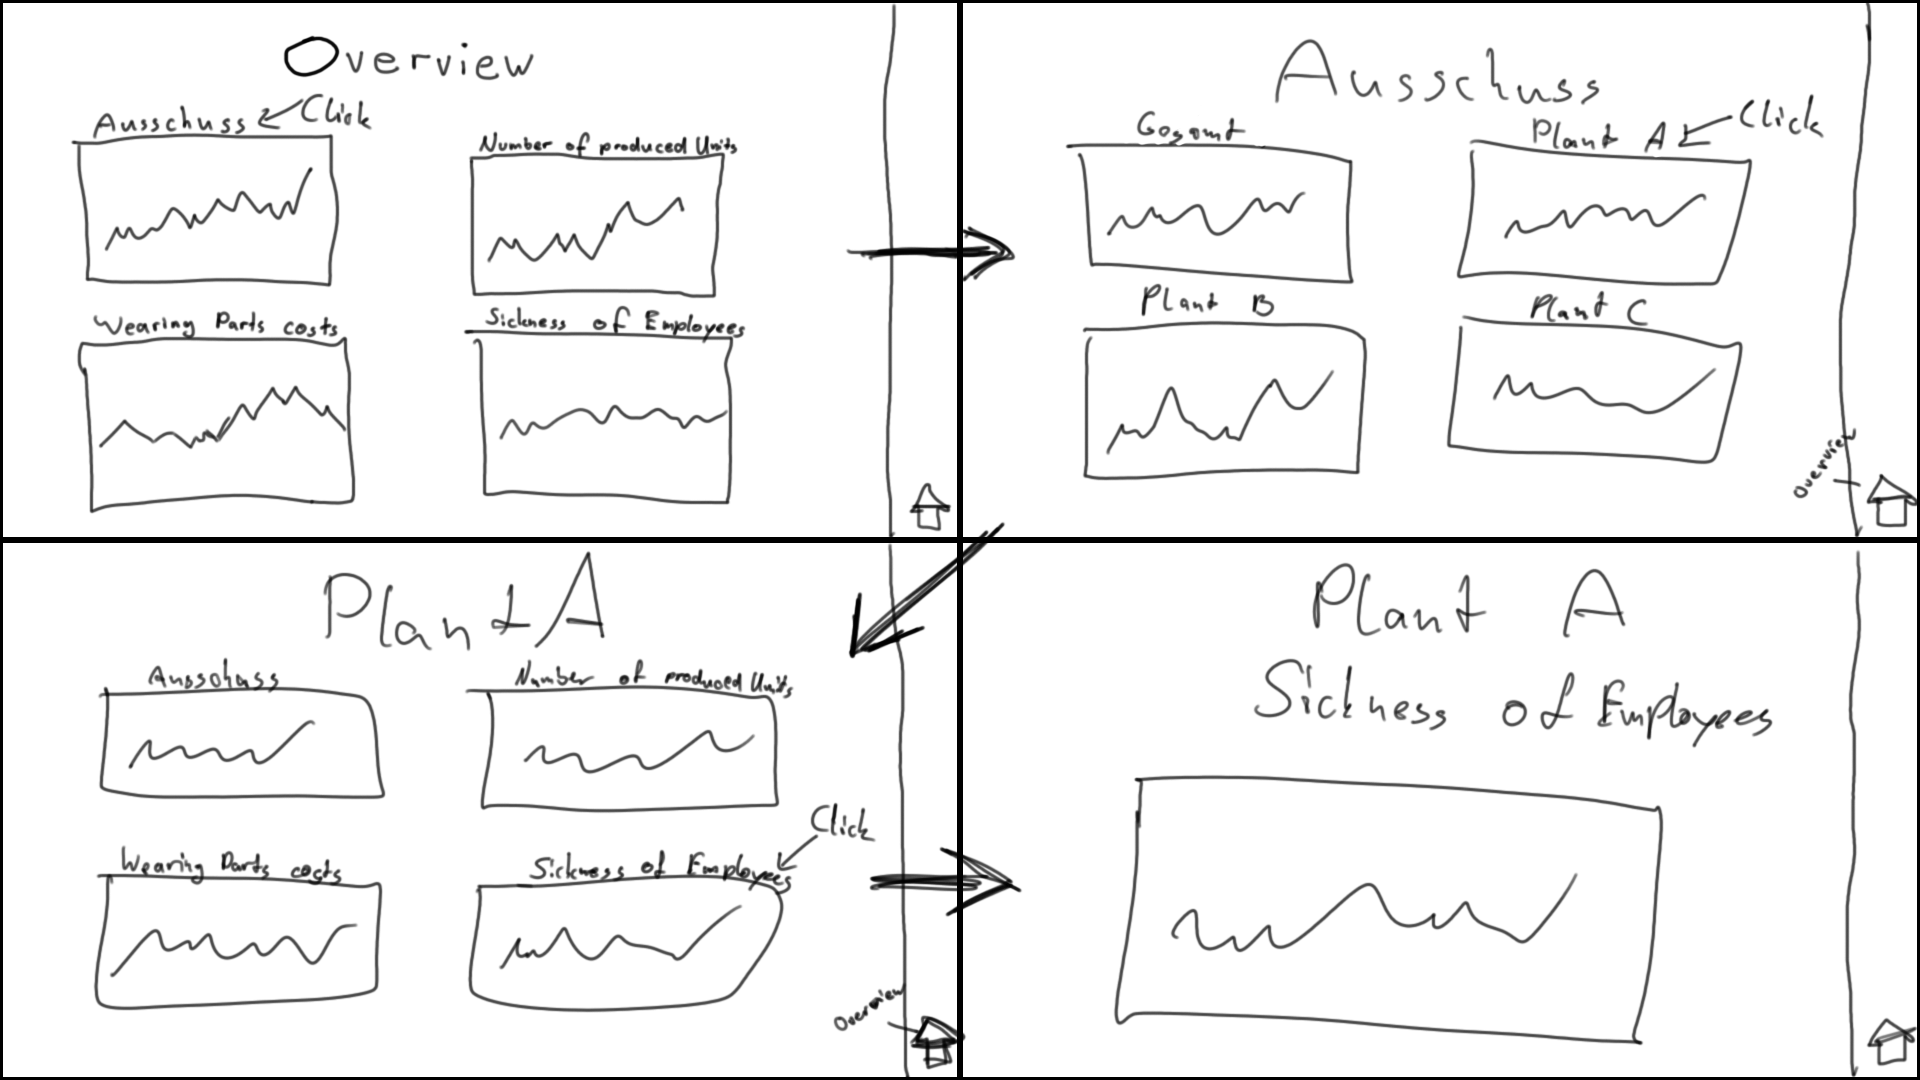 Overview
Ausschuss
Click
Number of produced Units
Wearing Parts costs
Sickness of Employees
Ausschuss
Gesamt
Plant A
Click
Plant B
Plant C
Overview
Plant A
Ausschuss
Number of produced Units
Click
Wearing Parts costs
Sickness of Employees
Overview
Plant A
Sickness of Employees